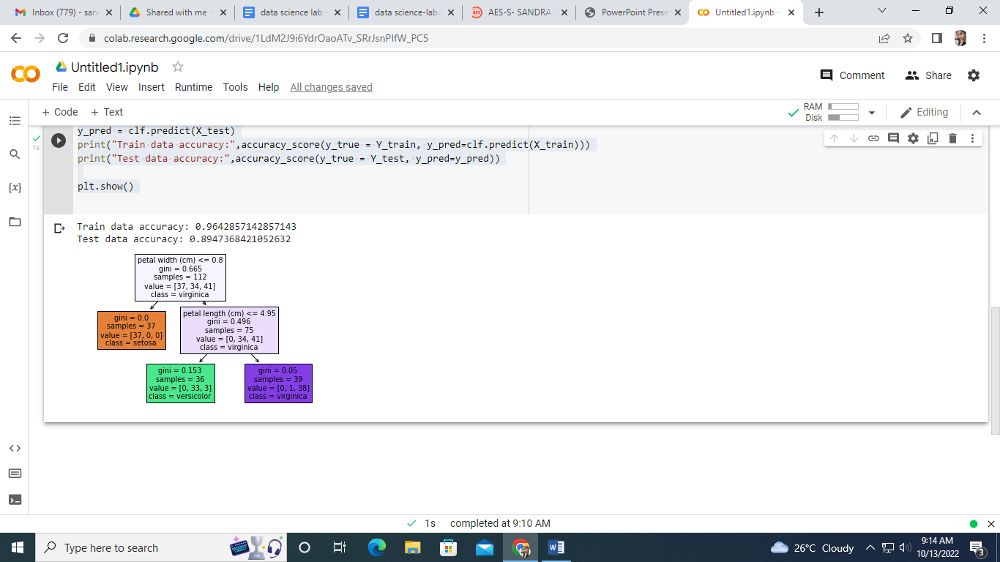 Inbox (779) - san
Shared with me -
data science lab -
data science-lab=
AES-S- SANDRA
PowerPoint Prese
Untitled1.ipynb -
colab.research.google.com/drive/1LdM2J9i6YdrOaoATv_SRrJsnPIfW_PC5
Untitled1.ipynb
File Edit View Insert Runtime Tools Help All changes saved
Comment
Share
+ Code + Text
RAM
Disk
Editing
1s
y_pred = clf.predict(X_test)
print("Train data accuracy:",accuracy_score(y_true = Y_train, y_pred=clf.predict(X_train)))
print("Test data accuracy:",accuracy_score(y_true = Y_test, y_pred=y_pred))
plt.show()
{x}
Train data accuracy: 0.9642857142857143
Test data accuracy: 0.8947368421052632
petal width (cm) <= 0.8
gini = 0.665
samples = 112
value = [37, 34, 41]
class = virginica
gini = 0.0
samples = 37
value = [37, 0, 0]
class = setosa
petal length (cm) <= 4.95
gini = 0.496
samples = 75
value = [0, 34, 41]
class = virginica
gini = 0.153
samples = 36
value = [0, 33, 3]
class = versicolor
gini = 0.05
samples = 39
value = [0, 1, 38]
class = virginica
1s completed at 9:10 AM
Type here to search
26°C Cloudy
9:14 AM
10/13/2022
3